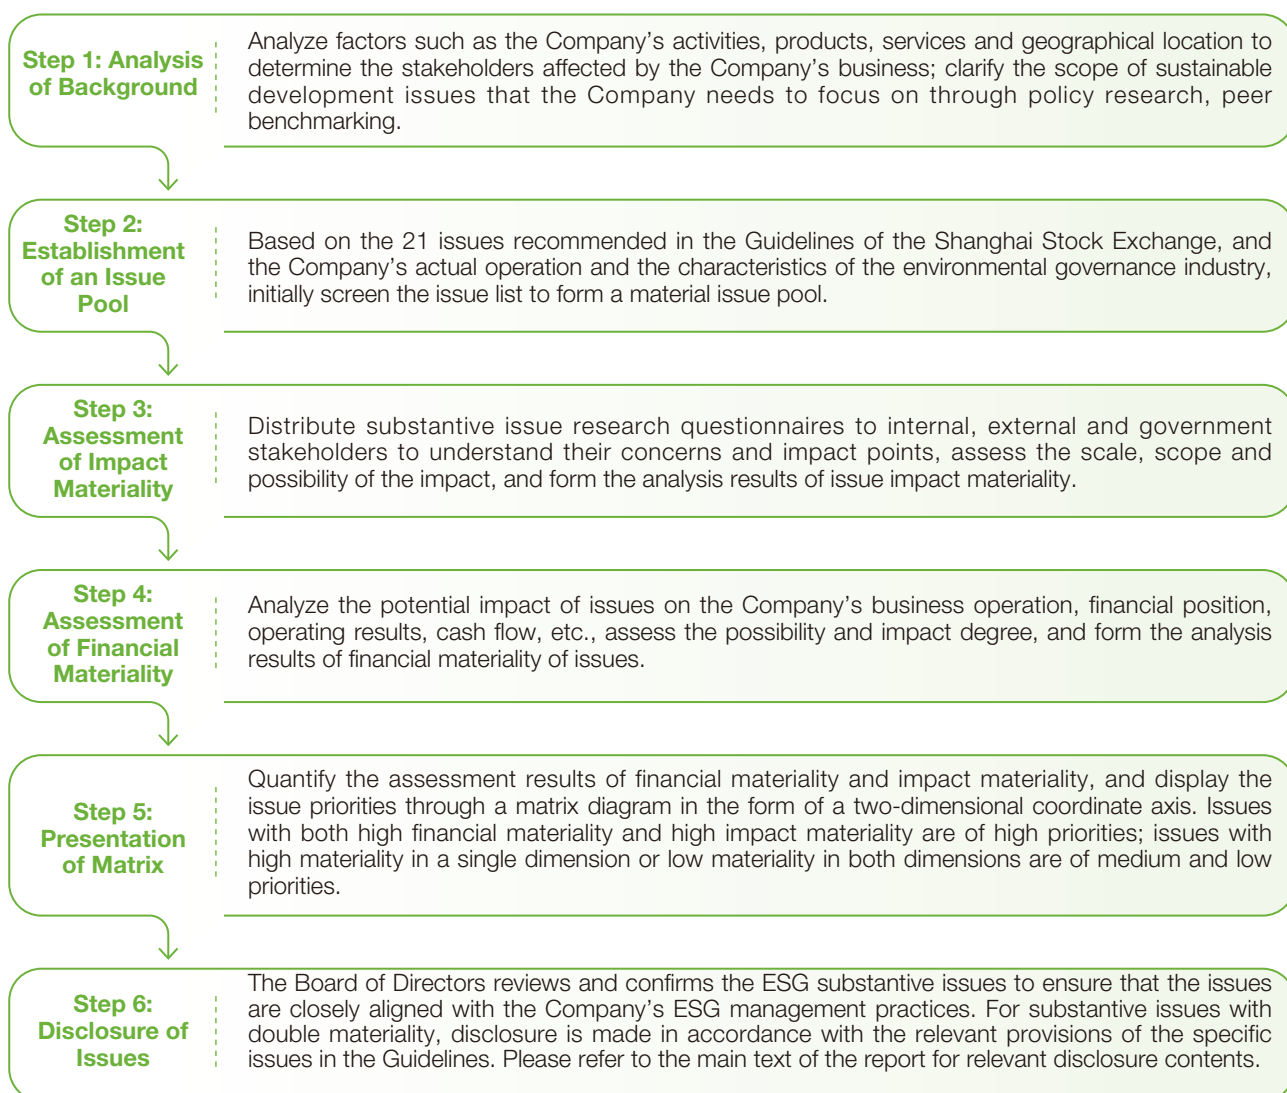 Step 1: Analysis
of Background
Analyze factors such as the Company’s activities, products, services and geographical location to
determine the stakeholders affected by the Company’s business; clarify the scope of sustainable
development issues that the Company needs to focus on through policy research, peer
benchmarking.
Step 2:
Establishment
of an Issue
Pool
Based on the 21 issues recommended in the Guidelines of the Shanghai Stock Exchange, and
the Company’s actual operation and the characteristics of the environmental governance industry,
initially screen the issue list to form a material issue pool.
Step 3:
Assessment
of Impact
Materiality
Distribute substantive issue research questionnaires to internal, external and government
stakeholders to understand their concerns and impact points, assess the scale, scope and
possibility of the impact, and form the analysis results of issue impact materiality.
Step 4:
Assessment
of Financial
Materiality
Analyze the potential impact of issues on the Company’s business operation, financial position,
operating results, cash flow, etc., assess the possibility and impact degree, and form the analysis
results of financial materiality of issues.
Step 5:
Presentation
of Matrix
Quantify the assessment results of financial materiality and impact materiality, and display the
issue priorities through a matrix diagram in the form of a two-dimensional coordinate axis. Issues
with both high financial materiality and high impact materiality are of high priorities; issues with
high materiality in a single dimension or low materiality in both dimensions are of medium and low
priorities.
Step 6:
Disclosure of
Issues
The Board of Directors reviews and confirms the ESG substantive issues to ensure that the issues
are closely aligned with the Company’s ESG management practices. For substantive issues with
double materiality, disclosure is made in accordance with the relevant provisions of the specific
issues in the Guidelines. Please refer to the main text of the report for relevant disclosure contents.